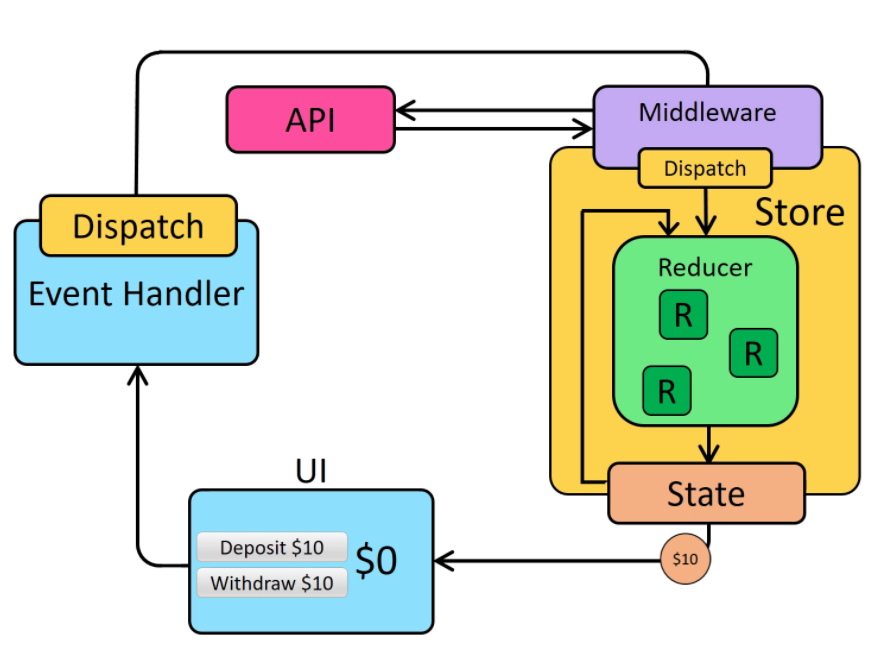 API
Middleware
Dispatch
Store
Dispatch
Event Handler
Reducer
R
R
R
UI
State
Deposit $10
Withdraw $10
$0
$10